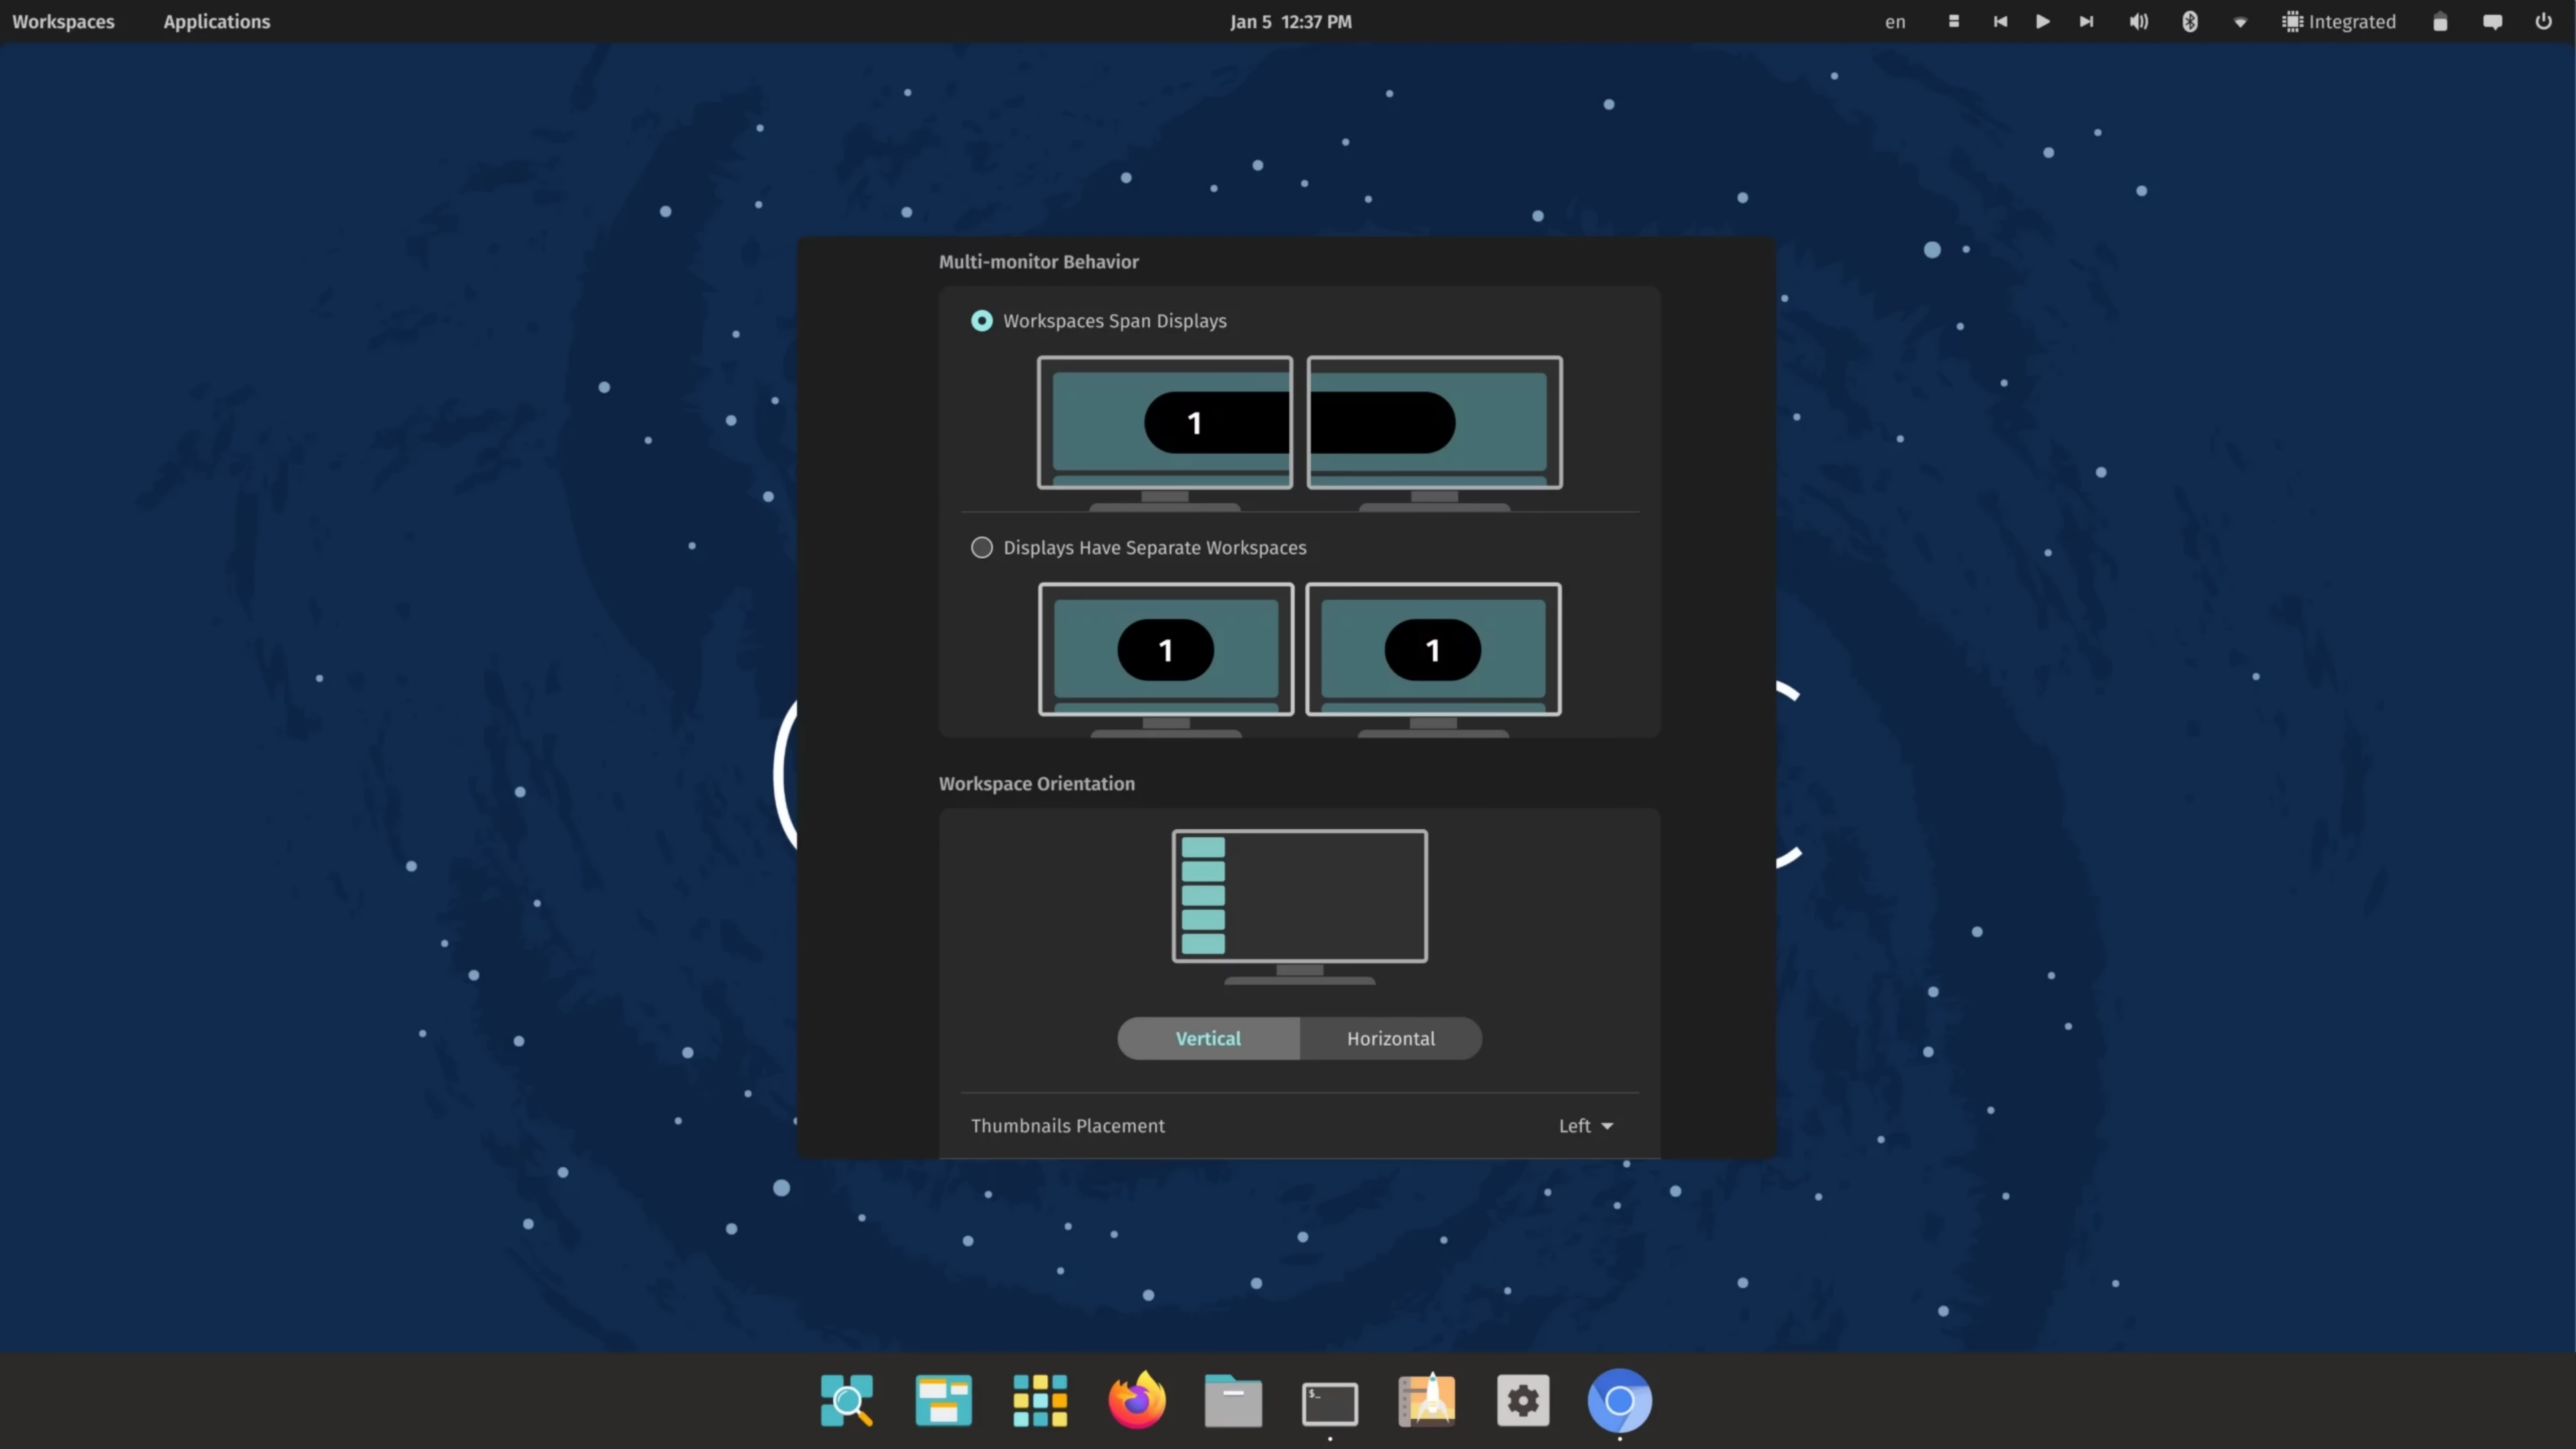 Workspaces Applications Jan 5 12:37 PM en Integrated
Multi-monitor Behavior
Workspaces Span Displays
1
Displays Have Separate Workspaces
1 1
Workspace Orientation
Vertical Horizontal
Thumbnails Placement Left
$_